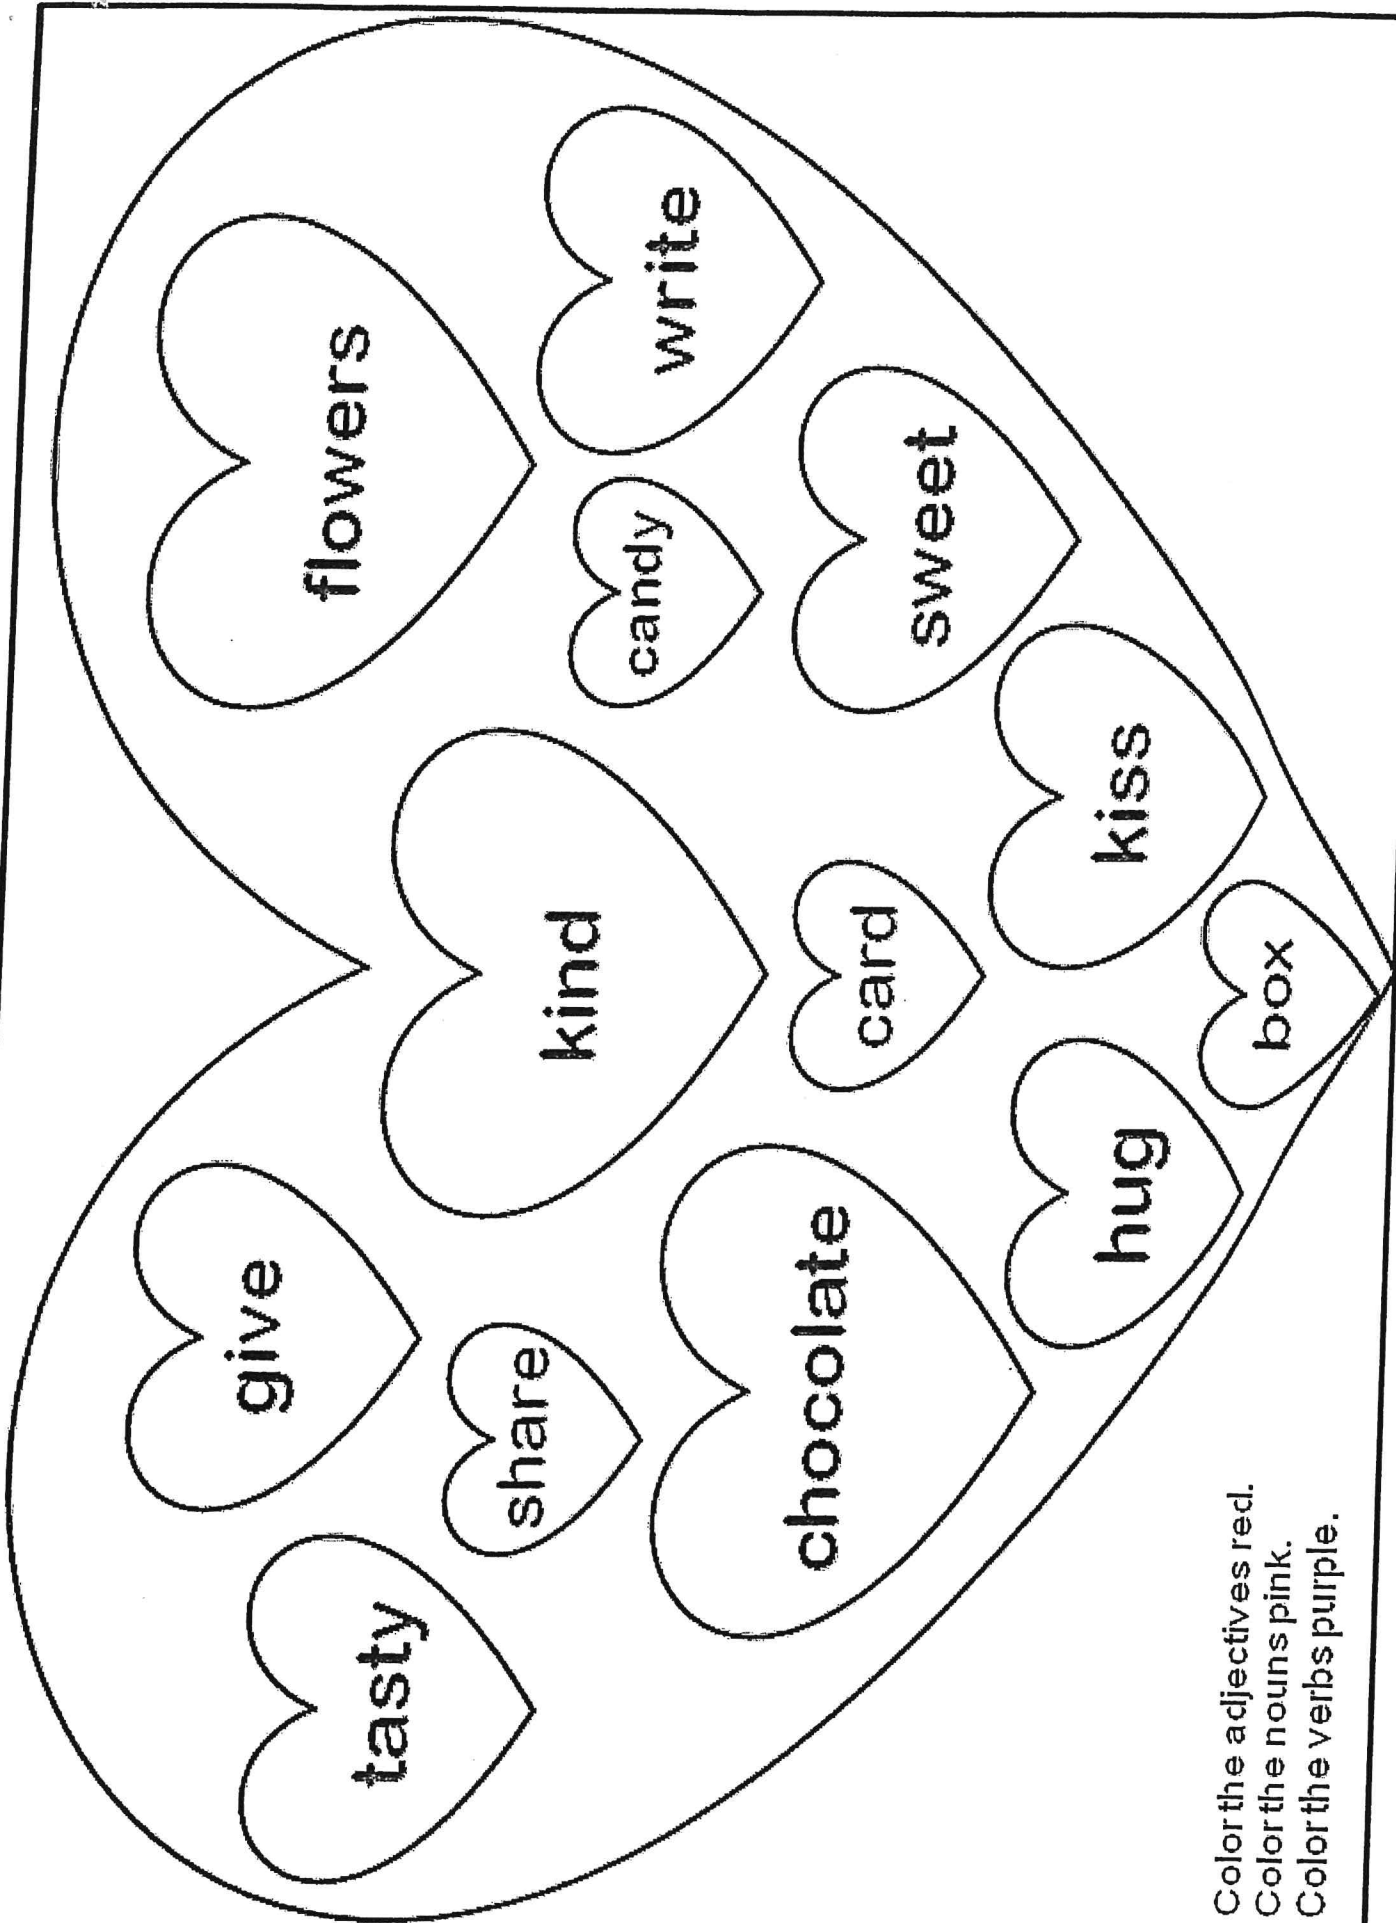 give
flowers
tasty
share
kind
candy
write
chocolate
card
sweet
hug
kiss
box
Color the adjectives red.
Color the nouns pink.
Color the verbs purple.